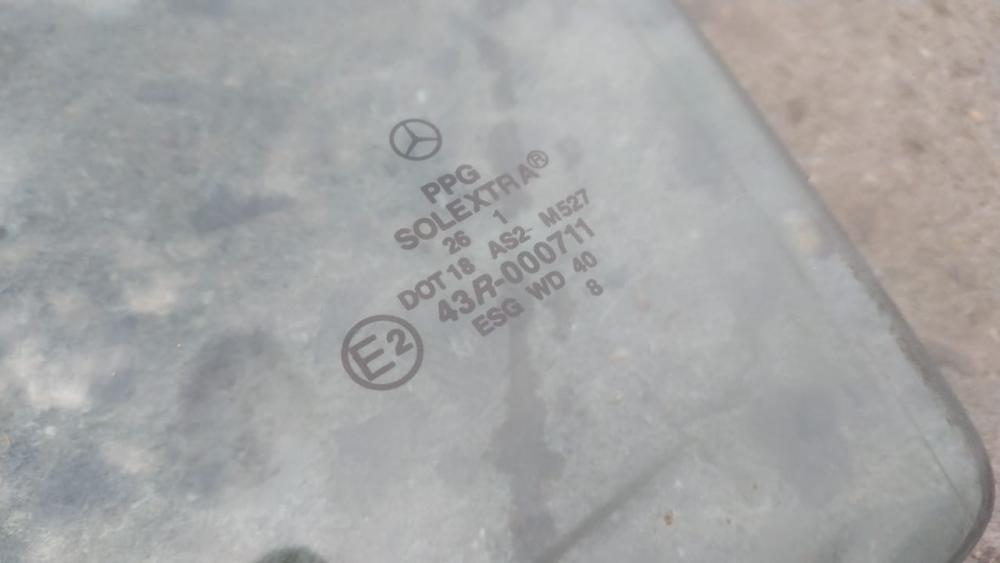 PPG
SOLEXTRA®
26 1
DOT 18 AS2 M527
43R-000711
ESG WD 40
8
E2